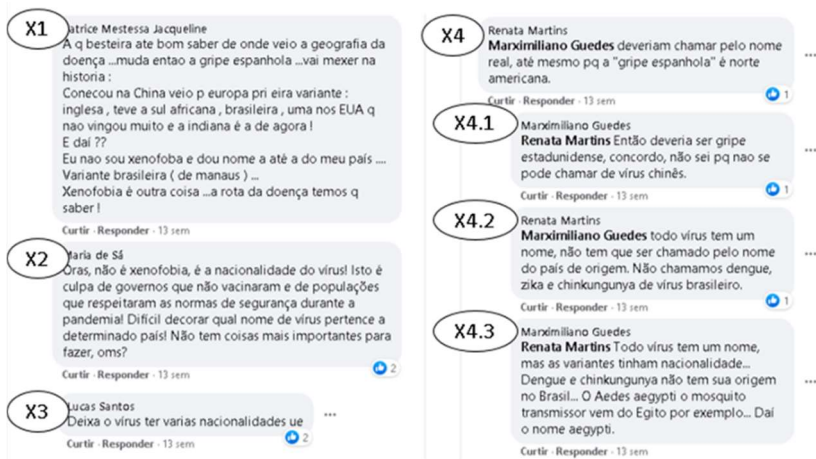 X1
atrice Mestessa Jacqueline
A q besteira ate bom saber de onde veio a geografia da
doença ...muda entao a gripe espanhola ...vai mexer na
historia :
Conecou na China veio p europa pri eira variante :
inglesa , teve a sul africana , brasileira , uma nos EUA q
nao vingou muito e a indiana é a de agora !
E daí ??
Eu nao sou xenofoba e dou nome a até a do meu país ....
Variante brasileira ( de manaus ) ...
Xenofobia é outra coisa ...a rota da doença temos q
saber !
Curtir · Responder · 13 sem
X2
Maria de Sá
Oras, não é xenofobia, é a nacionalidade do vírus! Isto é
culpa de governos que não vacinaram e de populações
que respeitaram as normas de segurança durante a
pandemia! Difícil decorar qual nome de vírus pertence a
determinado país! Não tem coisas mais importantes para
fazer, oms?
Curtir · Responder · 13 sem
2
X3
Lucas Santos
Deixa o vírus ter varias nacionalidades ue
Curtir · Responder · 13 sem
2
X4
Renata Martins
Marximiliano Guedes deveriam chamar pelo nome
real, até mesmo pq a "gripe espanhola" é norte
americana.
Curtir · Responder · 13 sem
1
X4.1
Marximiliano Guedes
Renata Martins Então deveria ser gripe
estadunidense, concordo, não sei pq nao se
pode chamar de vírus chinês.
Curtir · Responder · 13 sem
1
X4.2
Renata Martins
Marximiliano Guedes todo vírus tem um
nome, não tem que ser chamado pelo nome
do país de origem. Não chamamos dengue,
zika e chinkungunya de vírus brasileiro.
Curtir · Responder · 13 sem
1
X4.3
Marximiliano Guedes
Renata Martins Todo vírus tem um nome,
mas as variantes tinham nacionalidade...
Dengue e chinkungunya não tem sua origem
no Brasil... O Aedes aegypti o mosquito
transmissor vem do Egito por exemplo... Daí
o nome aegypti.
Curtir · Responder · 13 sem